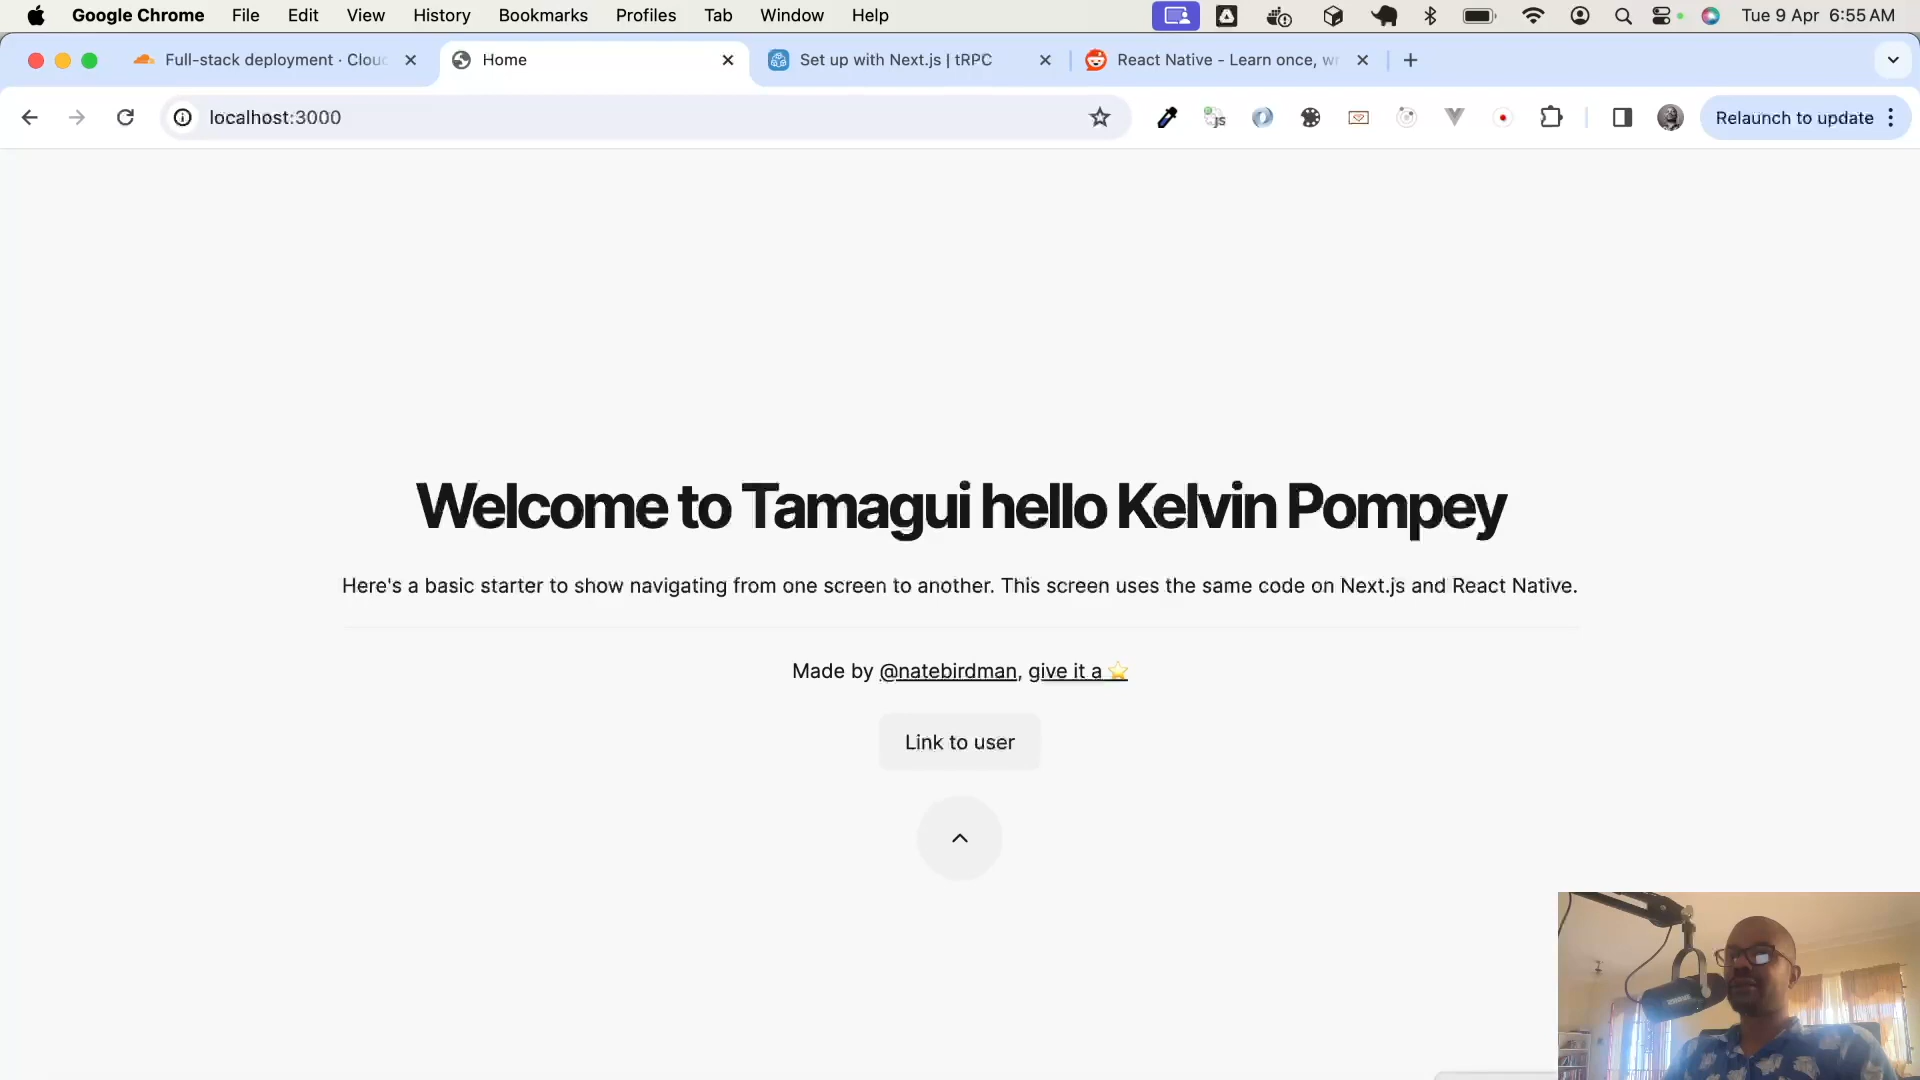 Google Chrome File Edit View History Bookmarks Profiles Tab Window Help Tue 9 Apr 6:55 AM
Full-stack deployment · Clouc Home Set up with Next.js | tRPC React Native - Learn once, wr
localhost:3000 Relaunch to update
Welcome to Tamagui hello Kelvin Pompey
Here's a basic starter to show navigating from one screen to another. This screen uses the same code on Next.js and React Native.
Made by @natebirdman, give it a ⭐
Link to user